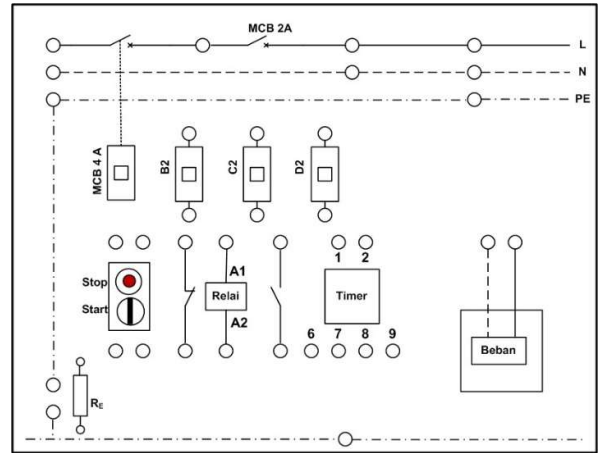 MCB 2A
L
N
PE
MCB 4 A
B2
C2
D2
Stop
Start
A1
Relai
A2
1 2
Timer
6 7 8 9
Beban
RE